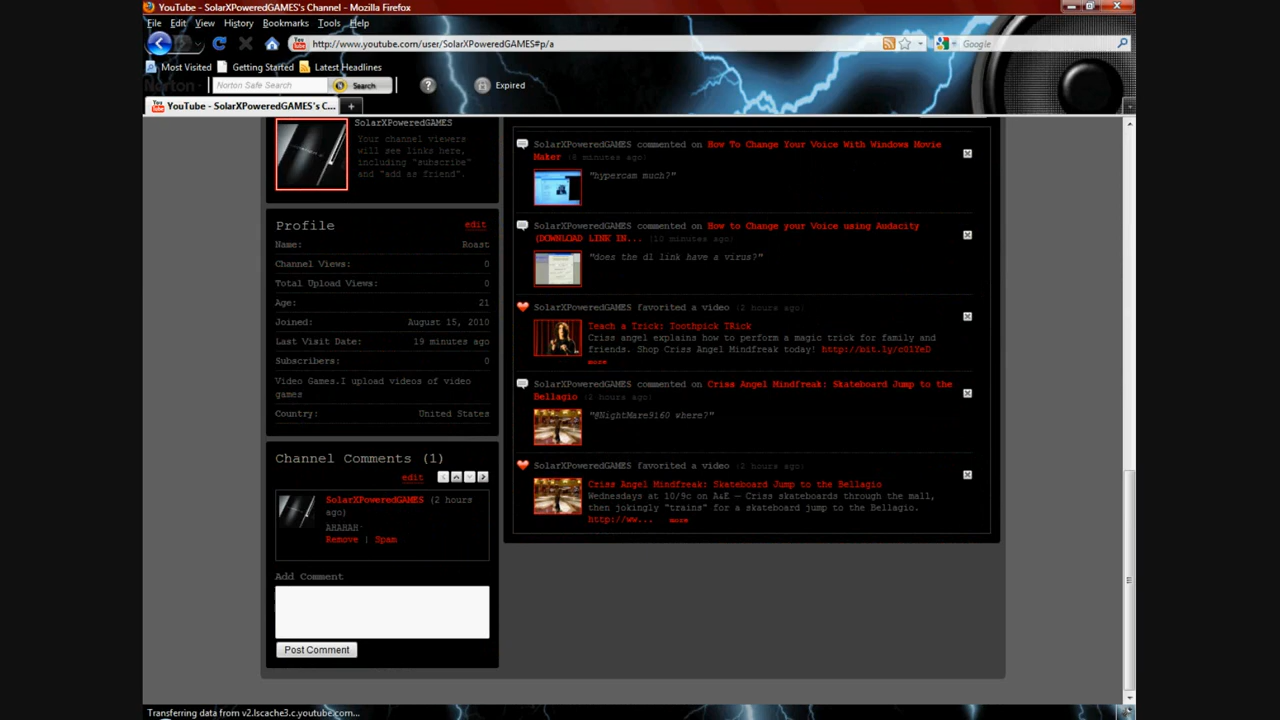 YouTube - SolarXPoweredGAMES's Channel - Mozilla Firefox
File Edit View History Bookmarks Tools Help
http://www.youtube.com/user/SolarXPoweredGAMES#p/a
Google
Most Visited Getting Started Latest Headlines
Norton Norton Safe Search Search ? Expired
YouTube - SolarXPoweredGAMES's C... +
SolarXPoweredGAMES
Your channel viewers
will see links here,
including "subscribe"
and "add as friend".
Profile edit
Name: Roast
Channel Views: 0
Total Upload Views: 0
Age: 21
Joined: August 15, 2010
Last Visit Date: 19 minutes ago
Subscribers: 0
Video Games.I upload videos of video
games
Country: United States
Channel Comments (1)
edit
SolarXPoweredGAMES (2 hours
ago)
AHAHAH
Remove | Spam
Add Comment
Post Comment
SolarXPoweredGAMES commented on How To Change Your Voice With Windows Movie
Maker minutes ago)
"hypercam much?"
SolarXPoweredGAMES commented on How to Change your Voice using Audacity
(DOWNLOAD LINK IN... (10 minutes ago)
"does the dl link have a virus?"
SolarXPoweredGAMES favorited a video (2 hours ago)
Teach a Trick: Toothpick TRick
Criss angel explains how to perform a magic trick for family and
friends. Shop Criss Angel Mindfreak today! http://bit.ly/c01YeD
more
SolarXPoweredGAMES commented on Criss Angel Mindfreak: Skateboard Jump to the
Bellagio (2 hours ago)
"@NightMare9160 where?"
SolarXPoweredGAMES favorited a video (2 hours ago)
Criss Angel Mindfreak: Skateboard Jump to the Bellagio
Wednesdays at 10/9c on A&E — Criss skateboards through the mall,
then jokingly "trains" for a skateboard jump to the Bellagio.
http://ww... more
Transferring data from v2.lscache3.c.youtube.com...